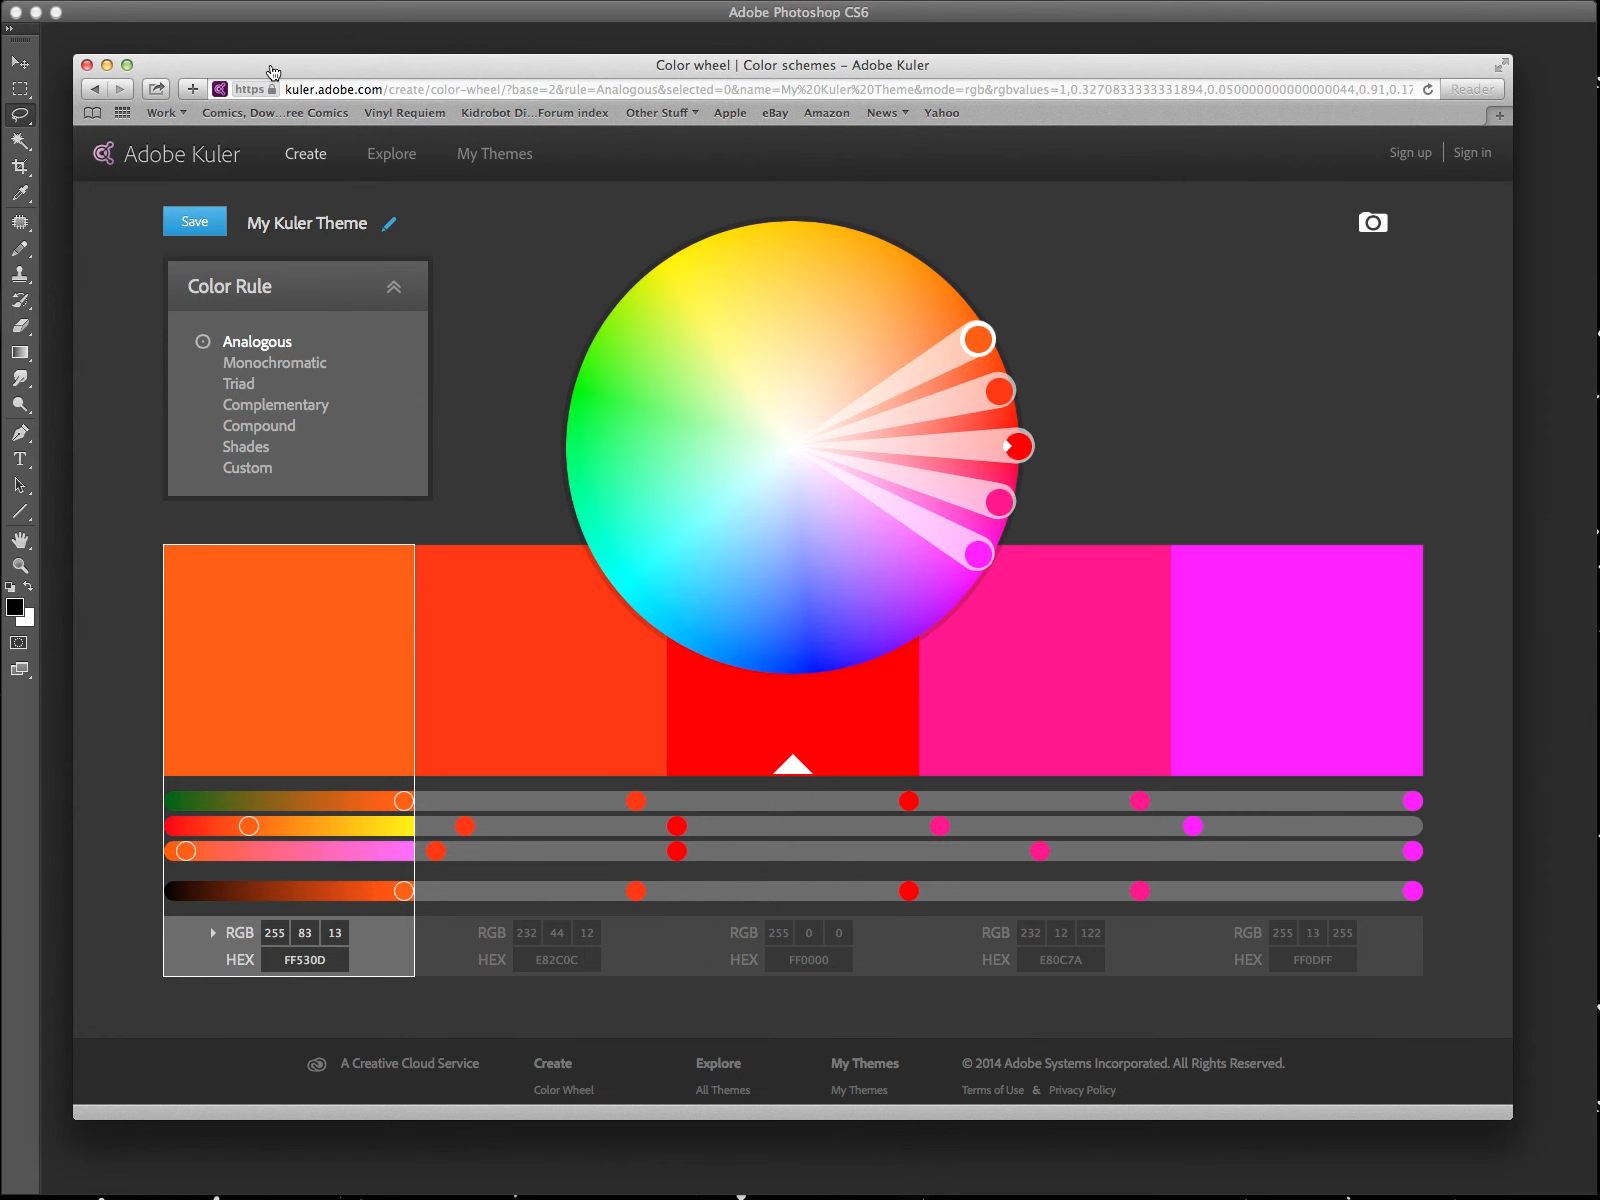 Adobe Photoshop CS6
Color wheel | Color schemes – Adobe Kuler
https kuler.adobe.com/create/color-wheel/?base=2&rule=Analogous&selected=0&name=My%20Kuler%20Theme&mode=rgb&rgbvalues=1,0.3270833333331894,0.050000000000000044,0.91,0.17 Reader
Work Comics, Dow...ree Comics Vinyl Requiem Kidrobot Di...Forum index Other Stuff Apple eBay Amazon News Yahoo
Adobe Kuler Create Explore My Themes Sign up Sign in
Save My Kuler Theme
Color Rule
Analogous
Monochromatic
Triad
Complementary
Compound
Shades
Custom
RGB 255 83 13 RGB 232 44 12 RGB 255 0 0 RGB 232 12 122 RGB 255 13 255
HEX FF530D HEX E82C0C HEX FF0000 HEX E80C7A HEX FF0DFF
A Creative Cloud Service Create Explore My Themes © 2014 Adobe Systems Incorporated. All Rights Reserved.
Color Wheel All Themes My Themes Terms of Use & Privacy Policy